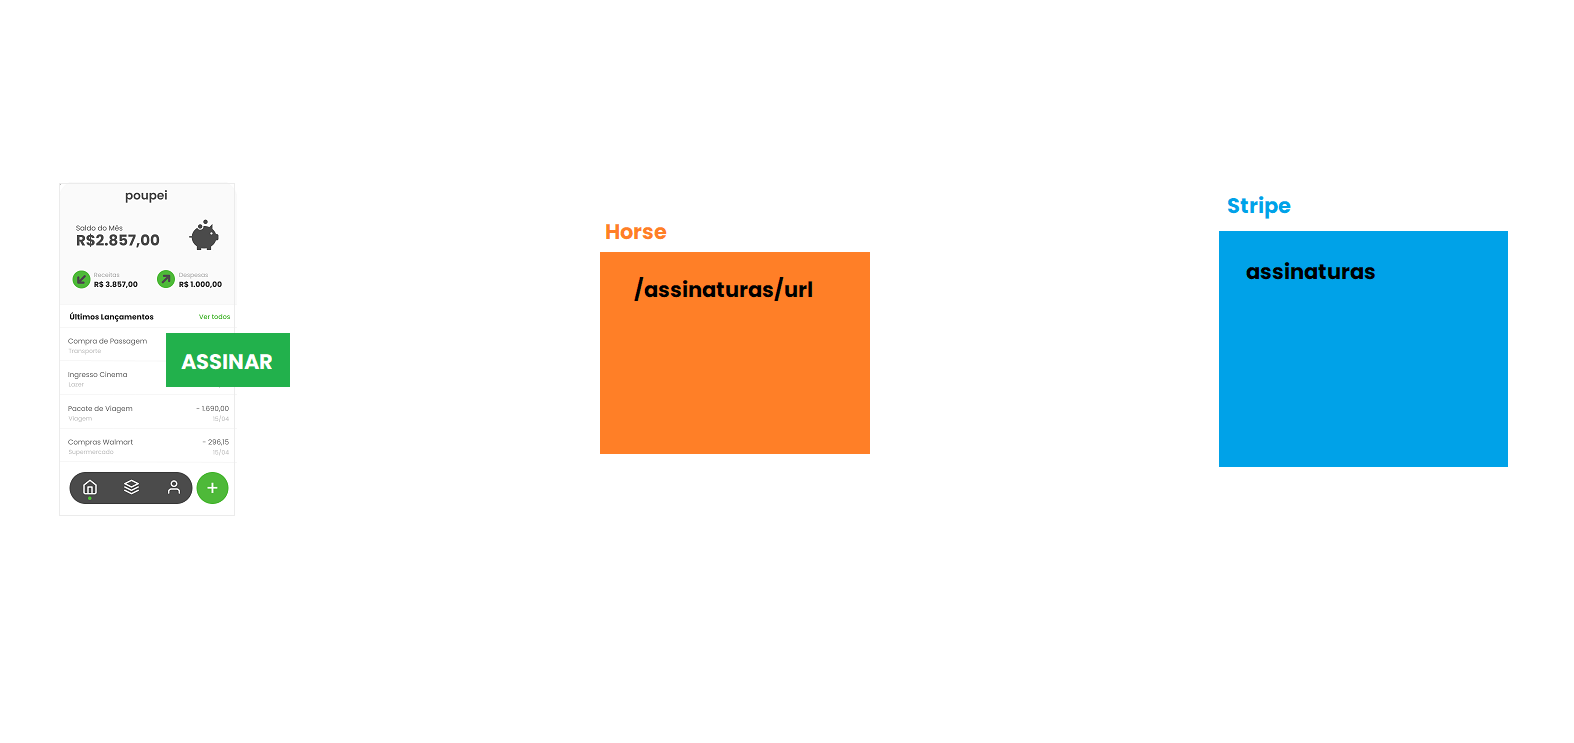 poupei
Saldo do Mês
R$2.857,00
Receitas
R$ 3.857,00
Despesas
R$ 1.000,00
Últimos Lançamentos
Ver todos
Compra de Passagem
Transporte
ASSINAR
Ingresso Cinema
Lazer
Pacote de Viagem
- 1.690,00
Viagem
15/04
Compras Walmart
- 296,15
Supermercado
15/04
Horse
/assinaturas/url
Stripe
assinaturas